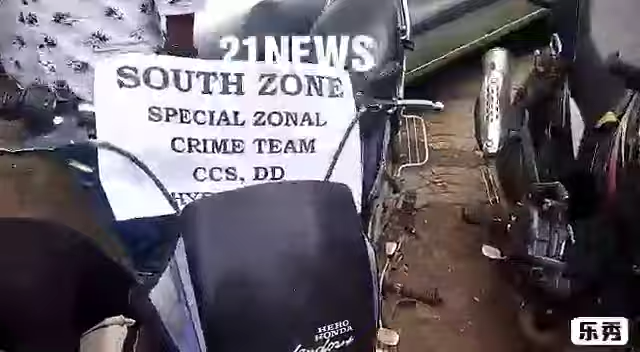 21NEWS
SOUTH ZONE
SPECIAL ZONAL
CRIME TEAM
CCS, DD
HERO
HONDA
乐秀